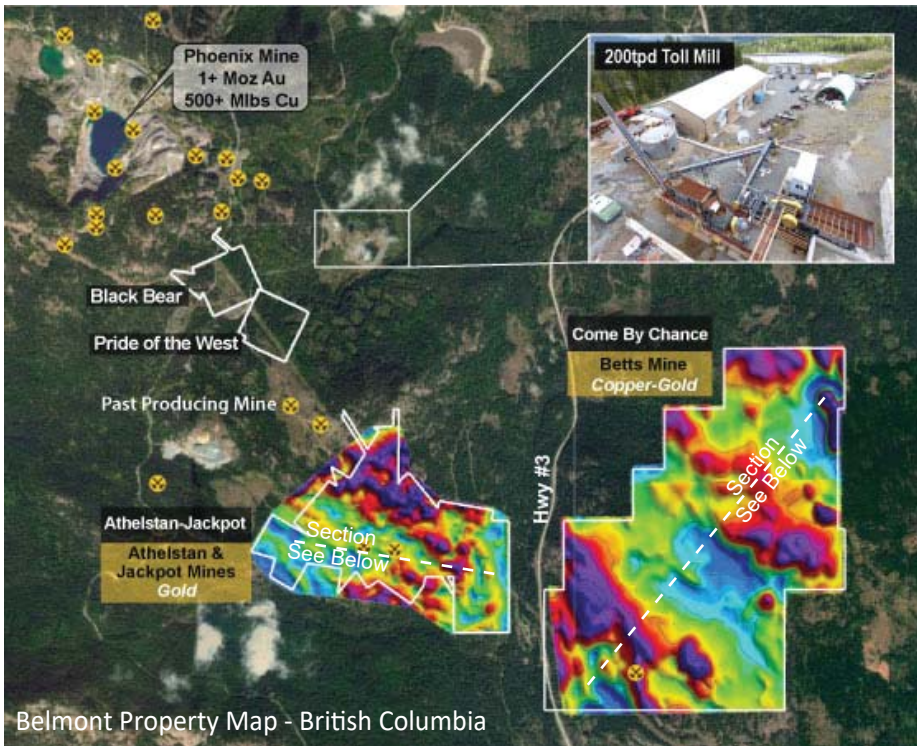 Phoenix Mine
1+ Moz Au
500+ Mlbs Cu
200tpd Toll Mill
Black Bear
Pride of the West
Come By Chance
Betts Mine
Copper-Gold
Past Producing Mine
Hwy #3
Section
See Below
Athelstan-Jackpot
Athelstan &
Jackpot Mines
Gold
Section
See Below
Belmont Property Map - British Columbia